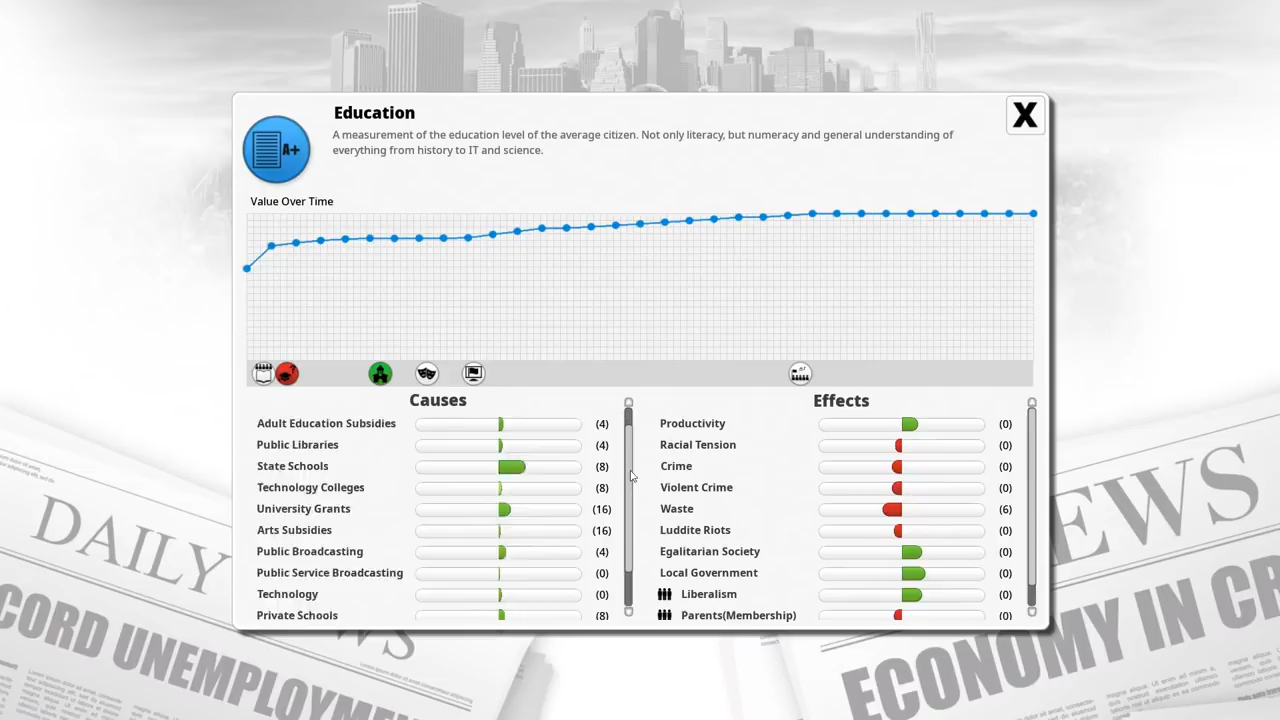 Education
A measurement of the education level of the average citizen. Not only literacy, but numeracy and general understanding of
everything from history to IT and science.
A+
X
Value Over Time
Causes
Adult Education Subsidies (4)
Public Libraries (4)
State Schools (8)
Technology Colleges (8)
University Grants (16)
Arts Subsidies (16)
Public Broadcasting (4)
Public Service Broadcasting (0)
Technology (0)
Private Schools (8)
Effects
Productivity (0)
Racial Tension (0)
Crime (0)
Violent Crime (0)
Waste (6)
Luddite Riots (0)
Egalitarian Society (0)
Local Government (0)
Liberalism (0)
Parents(Membership) (0)
DAILY
NEWS
CORD UNEMPLOYME
ECONOMY IN CR